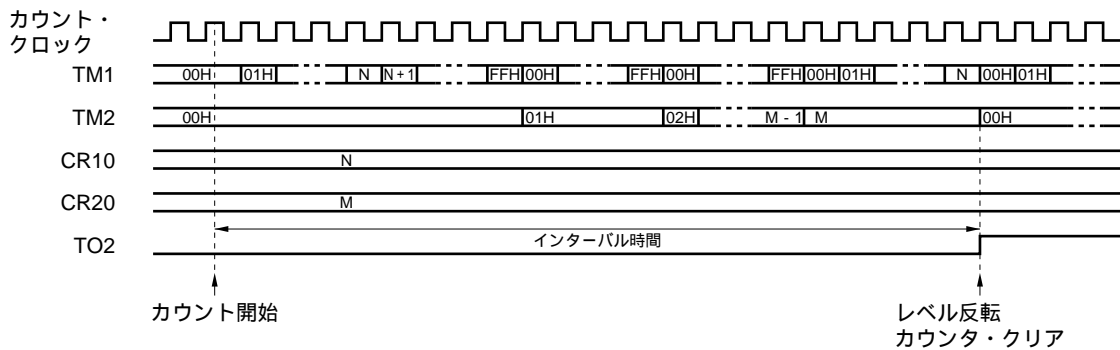 カウント・
クロック
TM1 00H 01H N N+1 FFH 00H FFH 00H FFH 00H 01H N 00H 01H
TM2 00H 01H 02H M-1 M 00H
CR10 N
CR20 M
TO2 インターバル時間
カウント開始 レベル反転
カウンタ・クリア